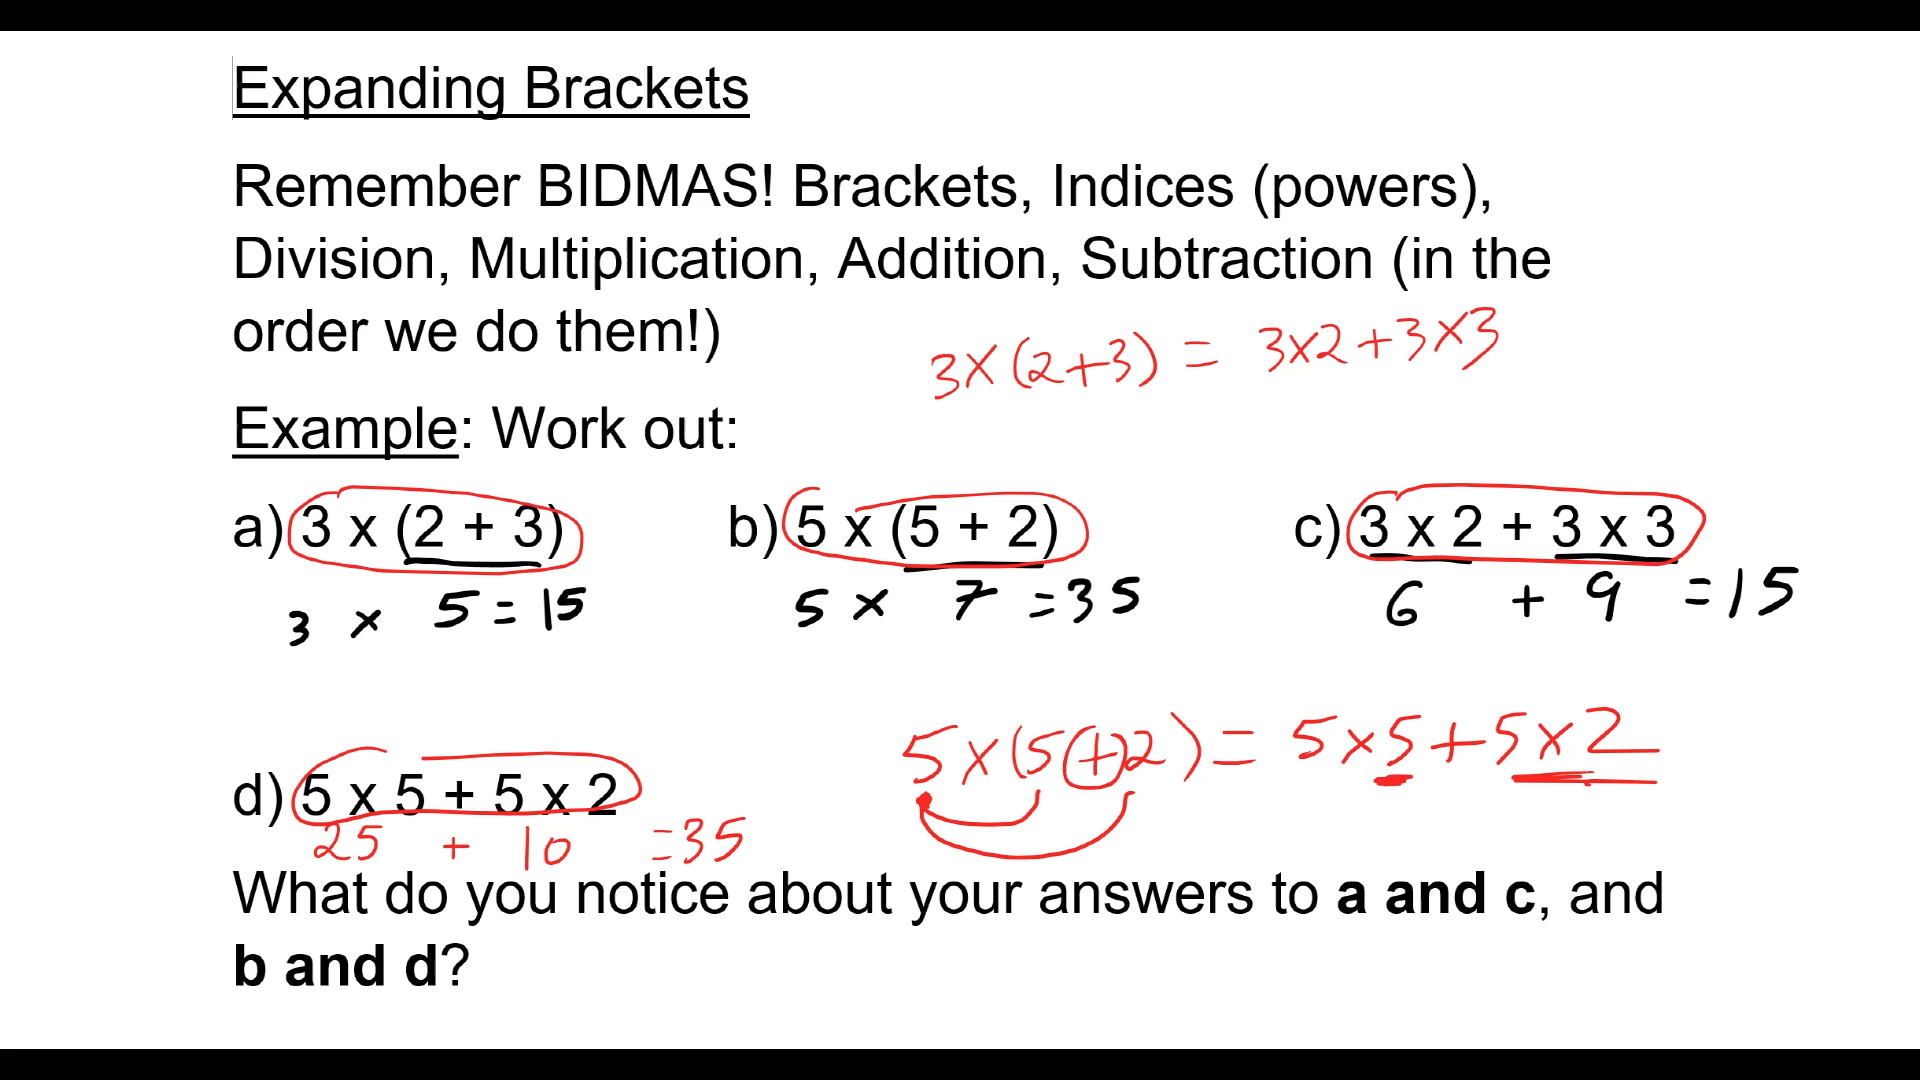 Expanding Brackets
Remember BIDMAS! Brackets, Indices (powers),
Division, Multiplication, Addition, Subtraction (in the
order we do them!)
3x(2+3) = 3x2+3x3
Example: Work out:
a) 3 x (2 + 3) b) 5 x (5 + 2) c) 3 x 2 + 3 x 3
3 x 5 = 15 5 x 7 = 35 6 + 9 = 15
5x(5+2) = 5x5+5x2
d) 5 x 5 + 5 x 2
25 + 10 = 35
What do you notice about your answers to a and c, and
b and d?